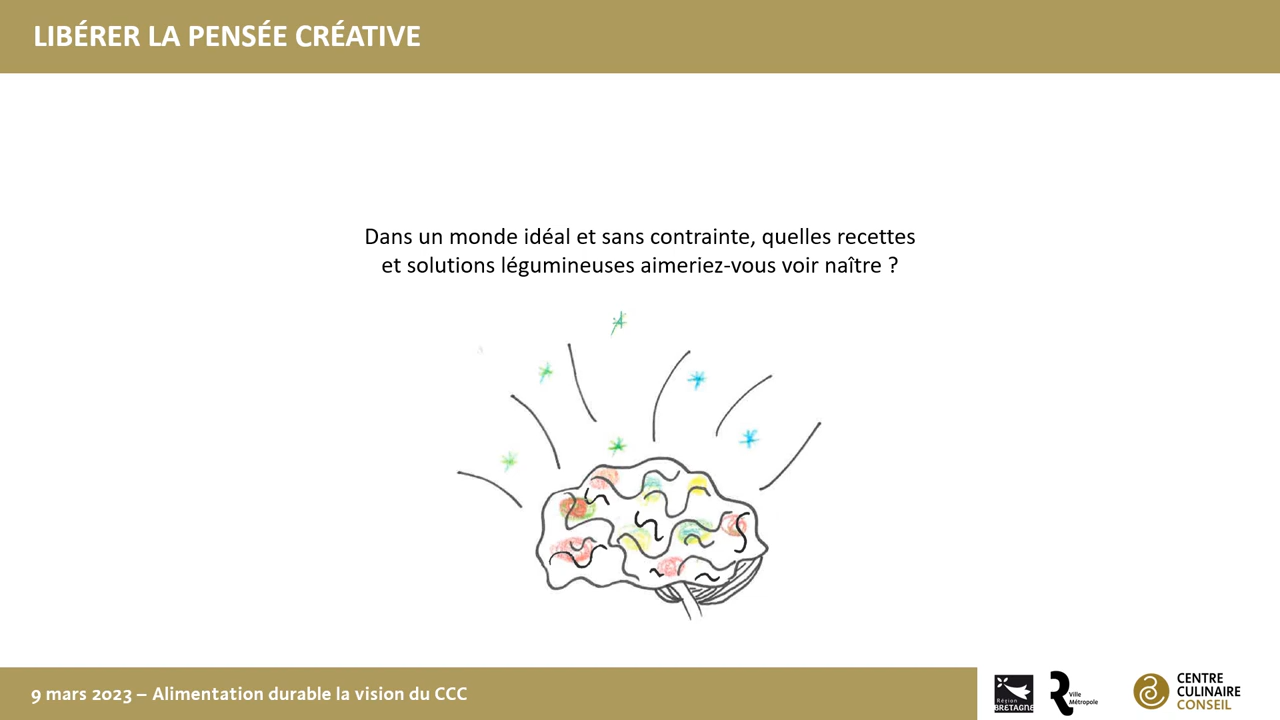 LIBÉRER LA PENSÉE CRÉATIVE
Dans un monde idéal et sans contrainte, quelles recettes
et solutions légumineuses aimeriez-vous voir naître ?
9 mars 2023 – Alimentation durable la vision du CCC
Région
BRETAGNE
Ville
Métropole
CENTRE
CULINAIRE
CONSEIL